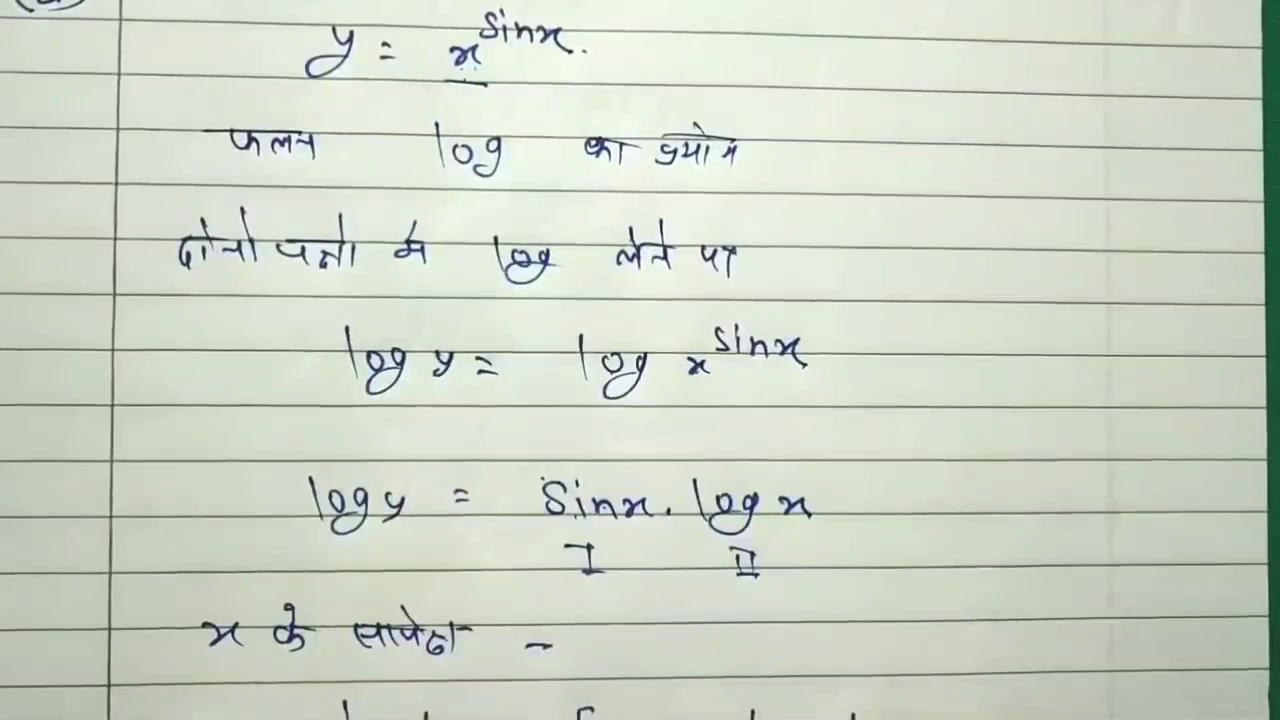 y = x^sinx.
फलन log का प्रयोग
दोनो पक्षो मे log लेने पर
log y = log x^sinx
log y = Sinx . log x
I II
x के सापेक्ष -